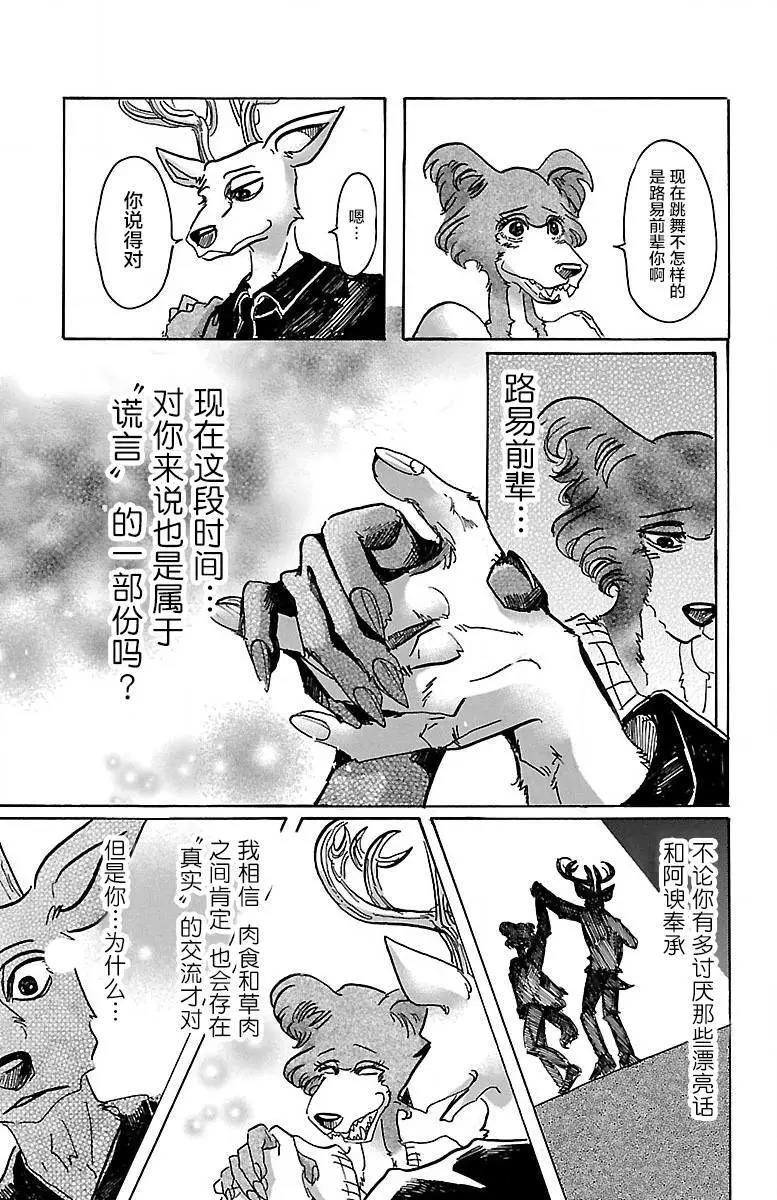 现在跳舞不怎样的
是路易前辈你啊
嗯…
你说得对
路易前辈…
现在这段时间…
对你来说也是属于
“谎言”的一部份吗？
不论你有多讨厌那些漂亮话
和阿谀奉承
我相信 肉食和草肉
之间肯定 也会存在
“真实”的交流才对
但是你…为什么…